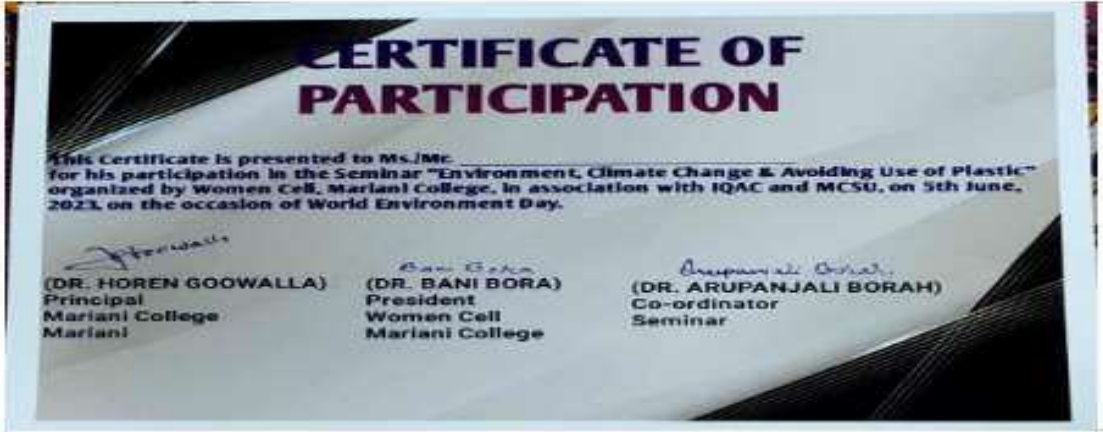 CERTIFICATE OF
PARTICIPATION
This Certificate is presented to Ms./Mr.
for his participation in the Seminar "Environment, Climate Change & Avoiding Use of Plastic"
organized by Women Cell, Mariani College, in association with IQAC and MCSU, on 5th June,
2023, on the occasion of World Environment Day.
Bani Bora
Arupanjali Borah
(DR. HOREN GOOWALLA)
(DR. BANI BORA)
(DR. ARUPANJALI BORAH)
Principal
President
Co-ordinator
Mariani College
Women Cell
Seminar
Mariani
Mariani College